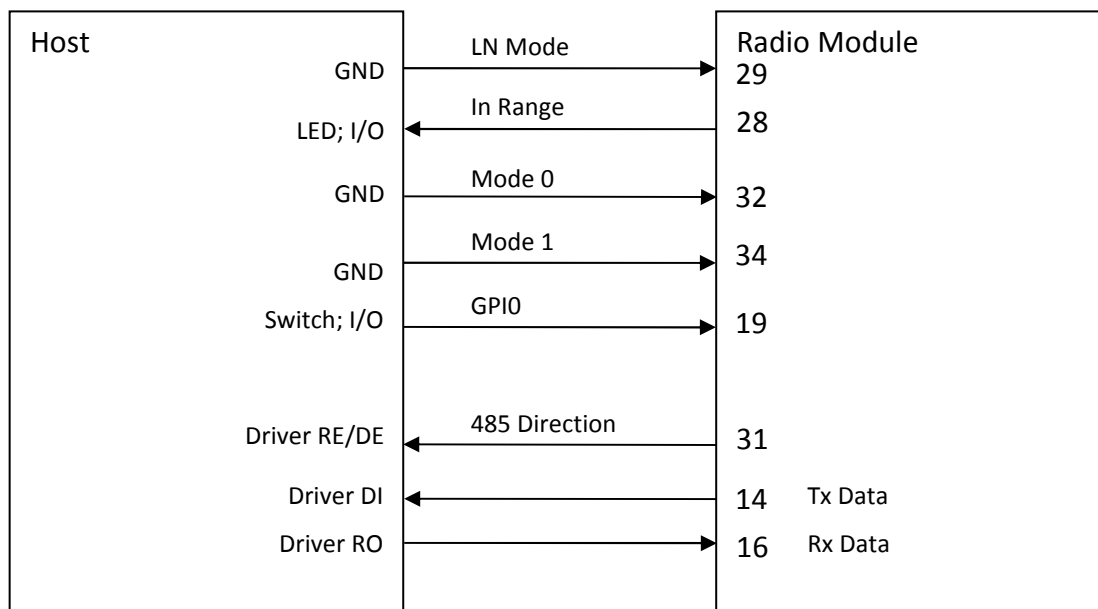 Host
LN Mode
Radio Module
GND
29
In Range
LED; I/O
28
Mode 0
GND
32
Mode 1
GND
34
GPI0
Switch; I/O
19
485 Direction
Driver RE/DE
31
Driver DI
14
Tx Data
Driver RO
16
Rx Data